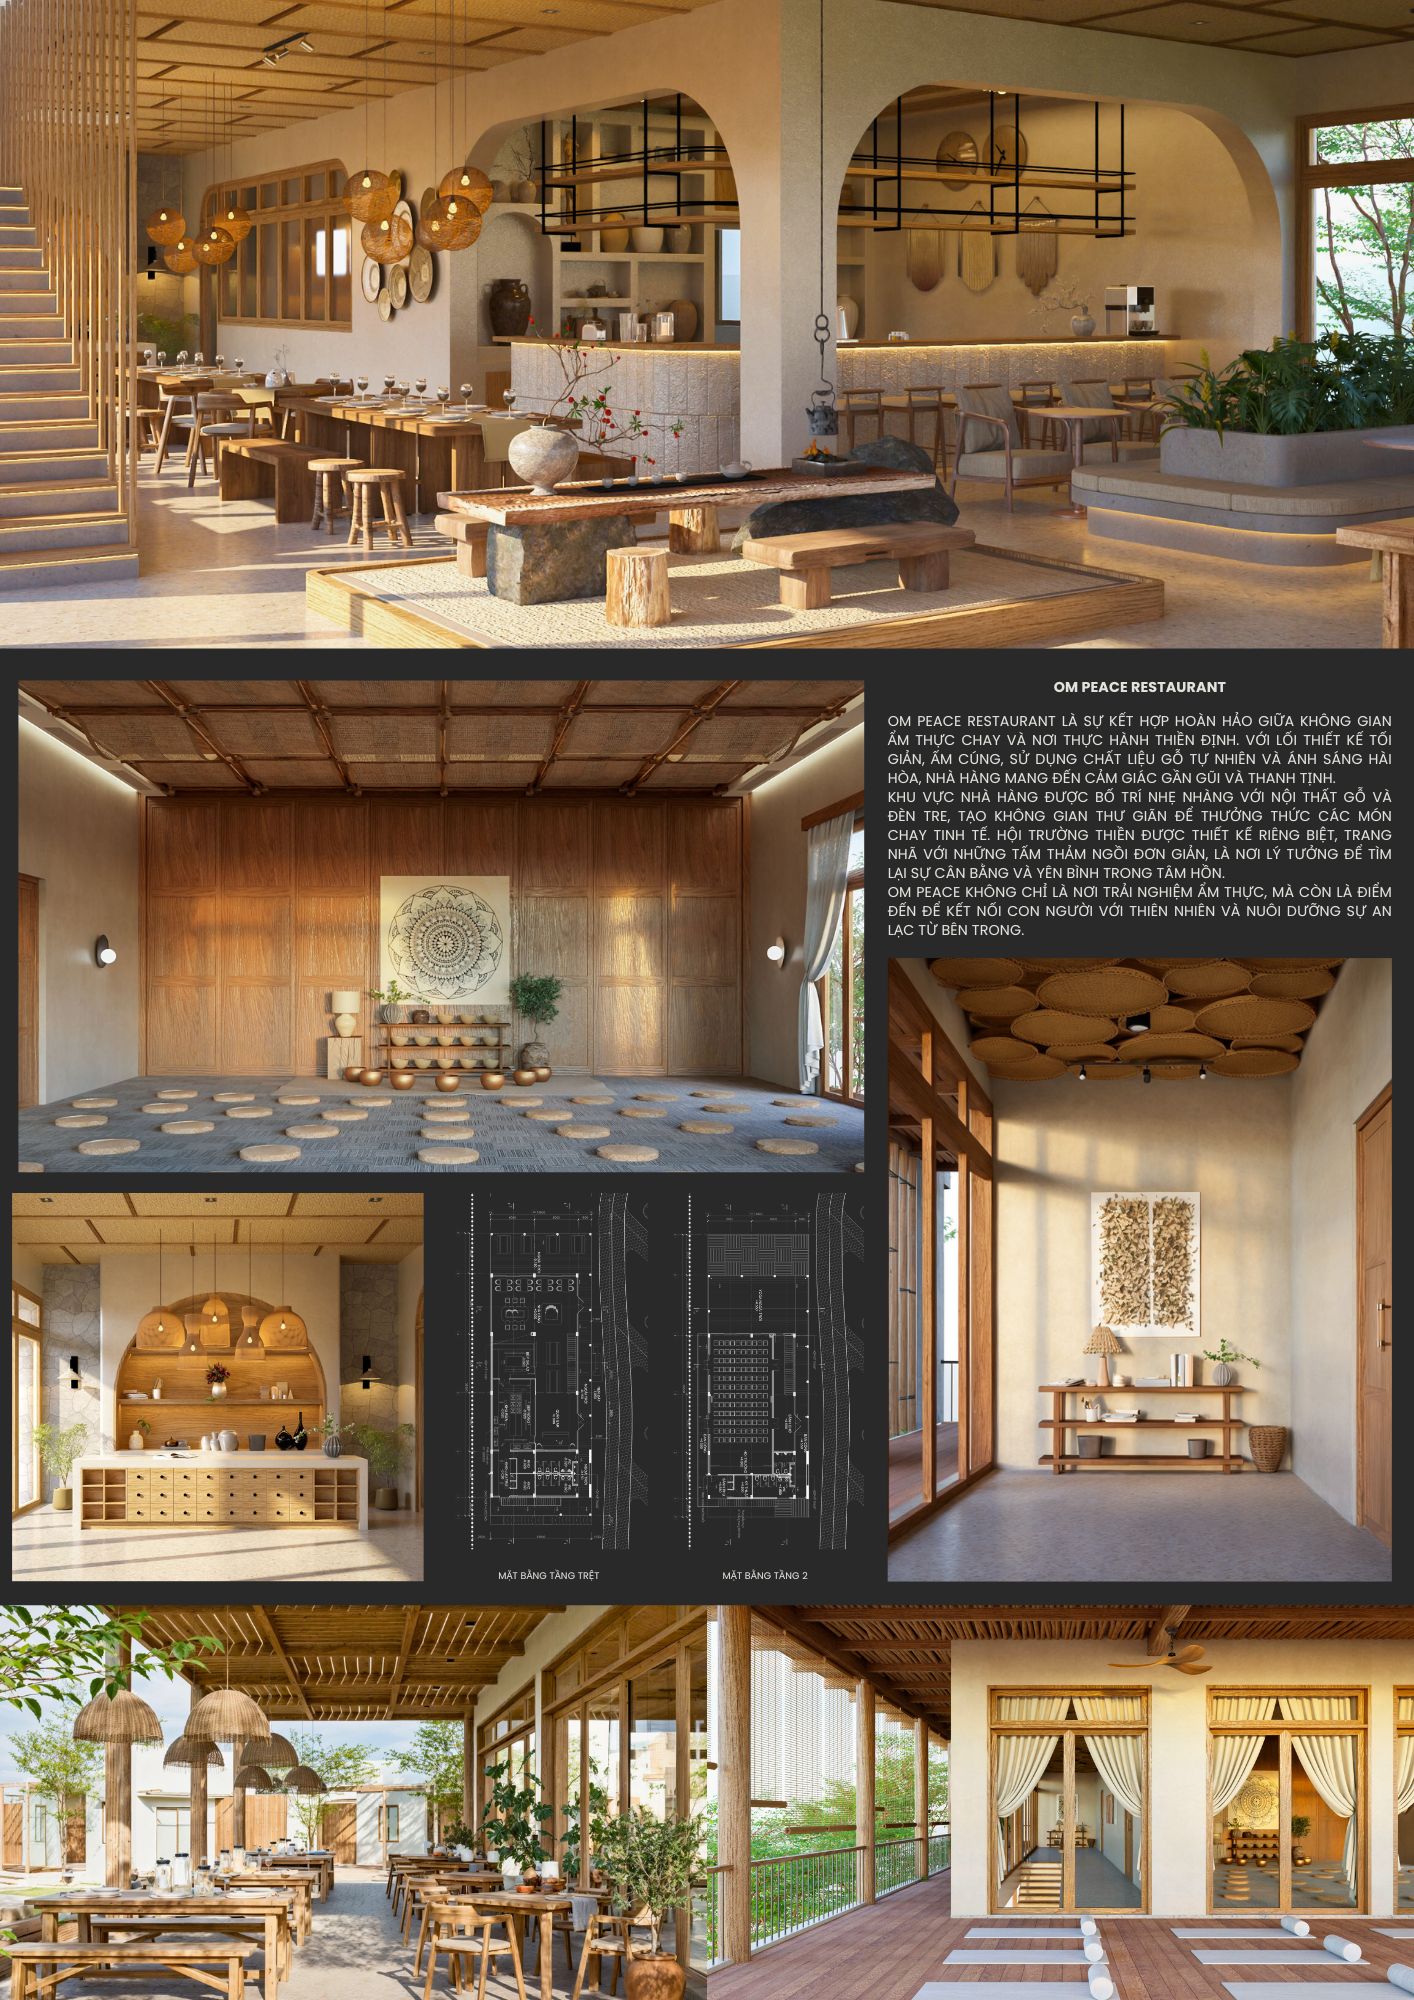 OM PEACE RESTAURANT
OM PEACE RESTAURANT LÀ SỰ KẾT HỢP HOÀN HẢO GIỮA KHÔNG GIAN
ẨM THỰC CHAY VÀ NƠI THỰC HÀNH THIỀN ĐỊNH. VỚI LỐI THIẾT KẾ TỐI
GIẢN, ẤM CÚNG, SỬ DỤNG CHẤT LIỆU GỖ TỰ NHIÊN VÀ ÁNH SÁNG HÀI
HÒA, NHÀ HÀNG MANG ĐẾN CẢM GIÁC GẦN GŨI VÀ THANH TỊNH.
KHU VỰC NHÀ HÀNG ĐƯỢC BỐ TRÍ NHẸ NHÀNG VỚI NỘI THẤT GỖ VÀ
ĐÈN TRE, TẠO KHÔNG GIAN THƯ GIÃN ĐỂ THƯỞNG THỨC CÁC MÓN
CHAY TINH TẾ. HỘI TRƯỜNG THIỀN ĐƯỢC THIẾT KẾ RIÊNG BIỆT, TRANG
NHÃ VỚI NHỮNG TẤM THẢM NGỒI ĐƠN GIẢN, LÀ NƠI LÝ TƯỞNG ĐỂ TÌM
LẠI SỰ CÂN BẰNG VÀ YÊN BÌNH TRONG TÂM HỒN.
OM PEACE KHÔNG CHỈ LÀ NƠI TRẢI NGHIỆM ẨM THỰC, MÀ CÒN LÀ ĐIỂM
ĐẾN ĐỂ KẾT NỐI CON NGƯỜI VỚI THIÊN NHIÊN VÀ NUÔI DƯỠNG SỰ AN
LẠC TỪ BÊN TRONG.
MẶT BẰNG TẦNG TRỆT
MẶT BẰNG TẦNG 2